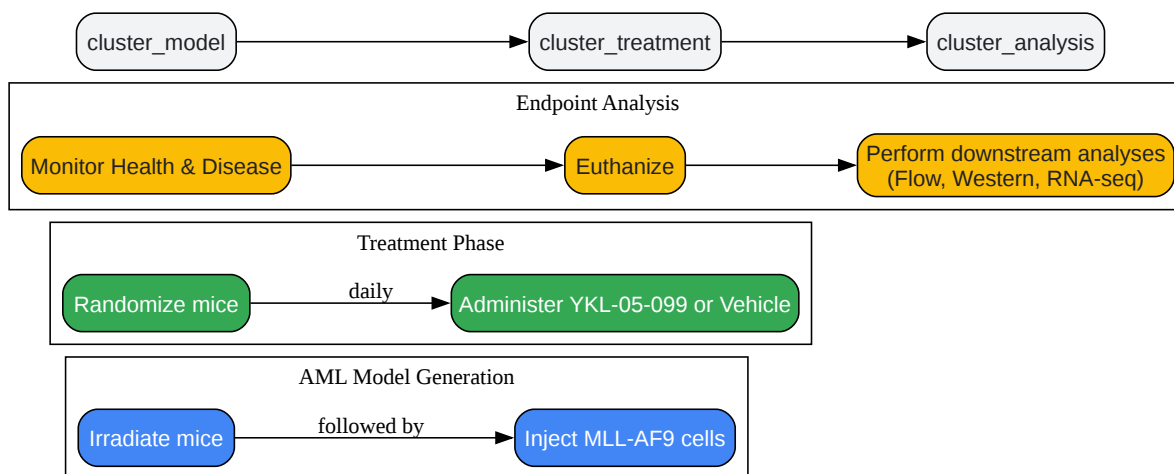 cluster_model
cluster_treatment
cluster_analysis
Endpoint Analysis
Monitor Health & Disease
Euthanize
Perform downstream analyses
(Flow, Western, RNA-seq)
Treatment Phase
Randomize mice
daily
Administer YKL-05-099 or Vehicle
AML Model Generation
Irradiate mice
followed by
Inject MLL-AF9 cells